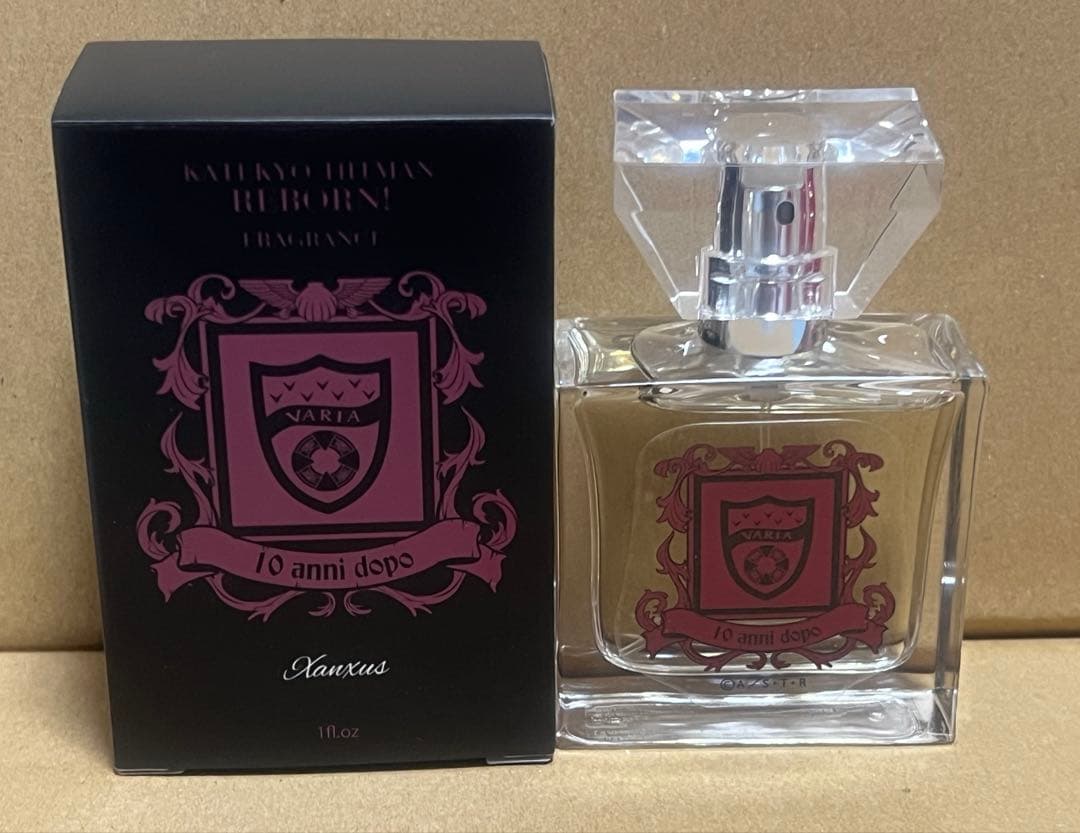 KATEKYO HITMAN
REBORN!
FRAGRANCE
VARIA
10 anni dopo
Xanxus
1fl.oz
VARIA
10 anni dopo
©A/S・T・R